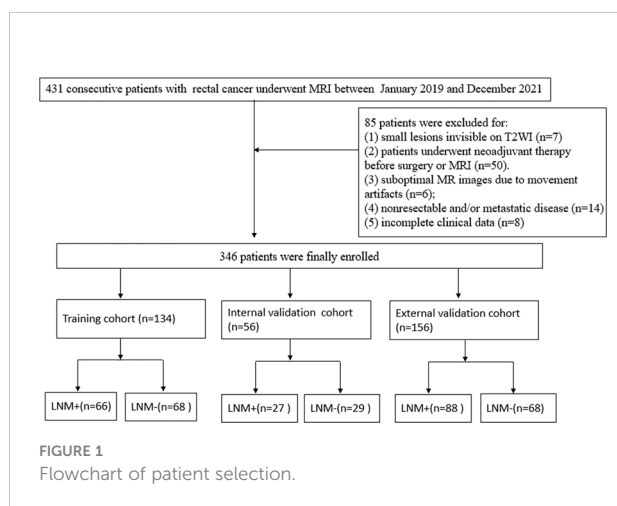 431 consecutive patients with rectal cancer underwent MRI between January 2019 and December 2021
85 patients were excluded for:
(1) small lesions invisible on T2WI (n=7)
(2) patients underwent neoadjuvant therapy
before surgery or MRI (n=50).
(3) suboptimal MR images due to movement
artifacts (n=6);
(4) nonresectable and/or metastatic disease (n=14)
(5) incomplete clinical data (n=8)
346 patients were finally enrolled
Training cohort (n=134)
Internal validation cohort
(n=56)
External validation cohort
(n=156)
LNM+(n=66)
LNM-(n=68 )
LNM+(n=27 )
LNM-(n=29 )
LNM+(n=88 )
LNM-(n=68)
FIGURE 1
Flowchart of patient selection.